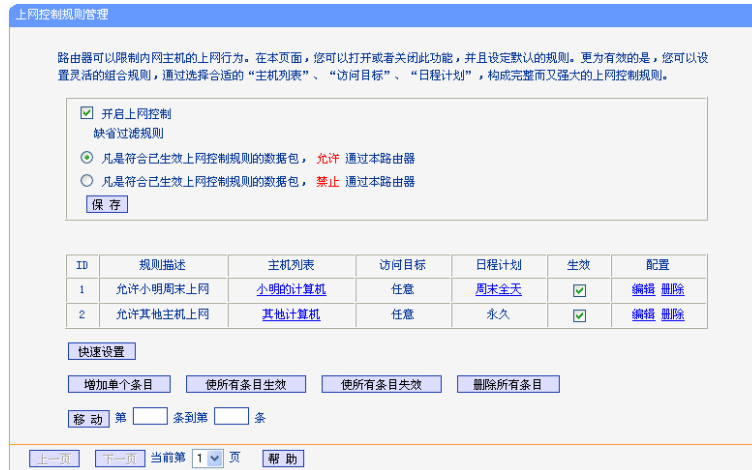 上网控制规则管理
路由器可以限制内网主机的上网行为。在本页面，您可以打开或者关闭此功能，并且设定默认的规则。更为有效的是，您可以设
置灵活的组合规则，通过选择合适的“主机列表”、“访问目标”、“日程计划”，构成完整而又强大的上网控制规则。
开启上网控制
缺省过滤规则
凡是符合已生效上网控制规则的数据包， 允许 通过本路由器
凡是符合已生效上网控制规则的数据包， 禁止 通过本路由器
保 存
ID 规则描述 主机列表 访问目标 日程计划 生效 配置
1 允许小明周末上网 小明的计算机 任意 周末全天 编辑 删除
2 允许其他主机上网 其他计算机 任意 永久 编辑 删除
快速设置
增加单个条目 使所有条目生效 使所有条目失效 删除所有条目
移 动 第 条到第 条
上一页 下一页 当前第 1 页 帮 助